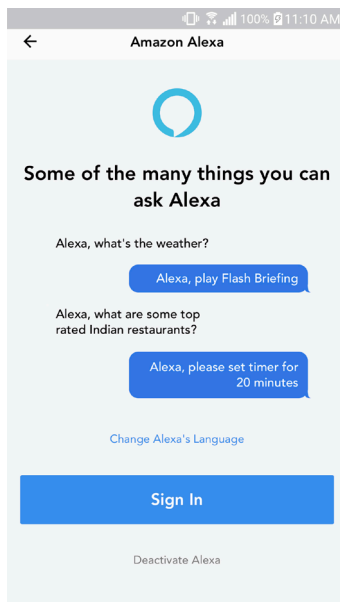 100% 11:10 AM
Amazon Alexa
Some of the many things you can
ask Alexa
Alexa, what's the weather?
Alexa, play Flash Briefing
Alexa, what are some top
rated Indian restaurants?
Alexa, please set timer for
20 minutes
Change Alexa's Language
Sign In
Deactivate Alexa